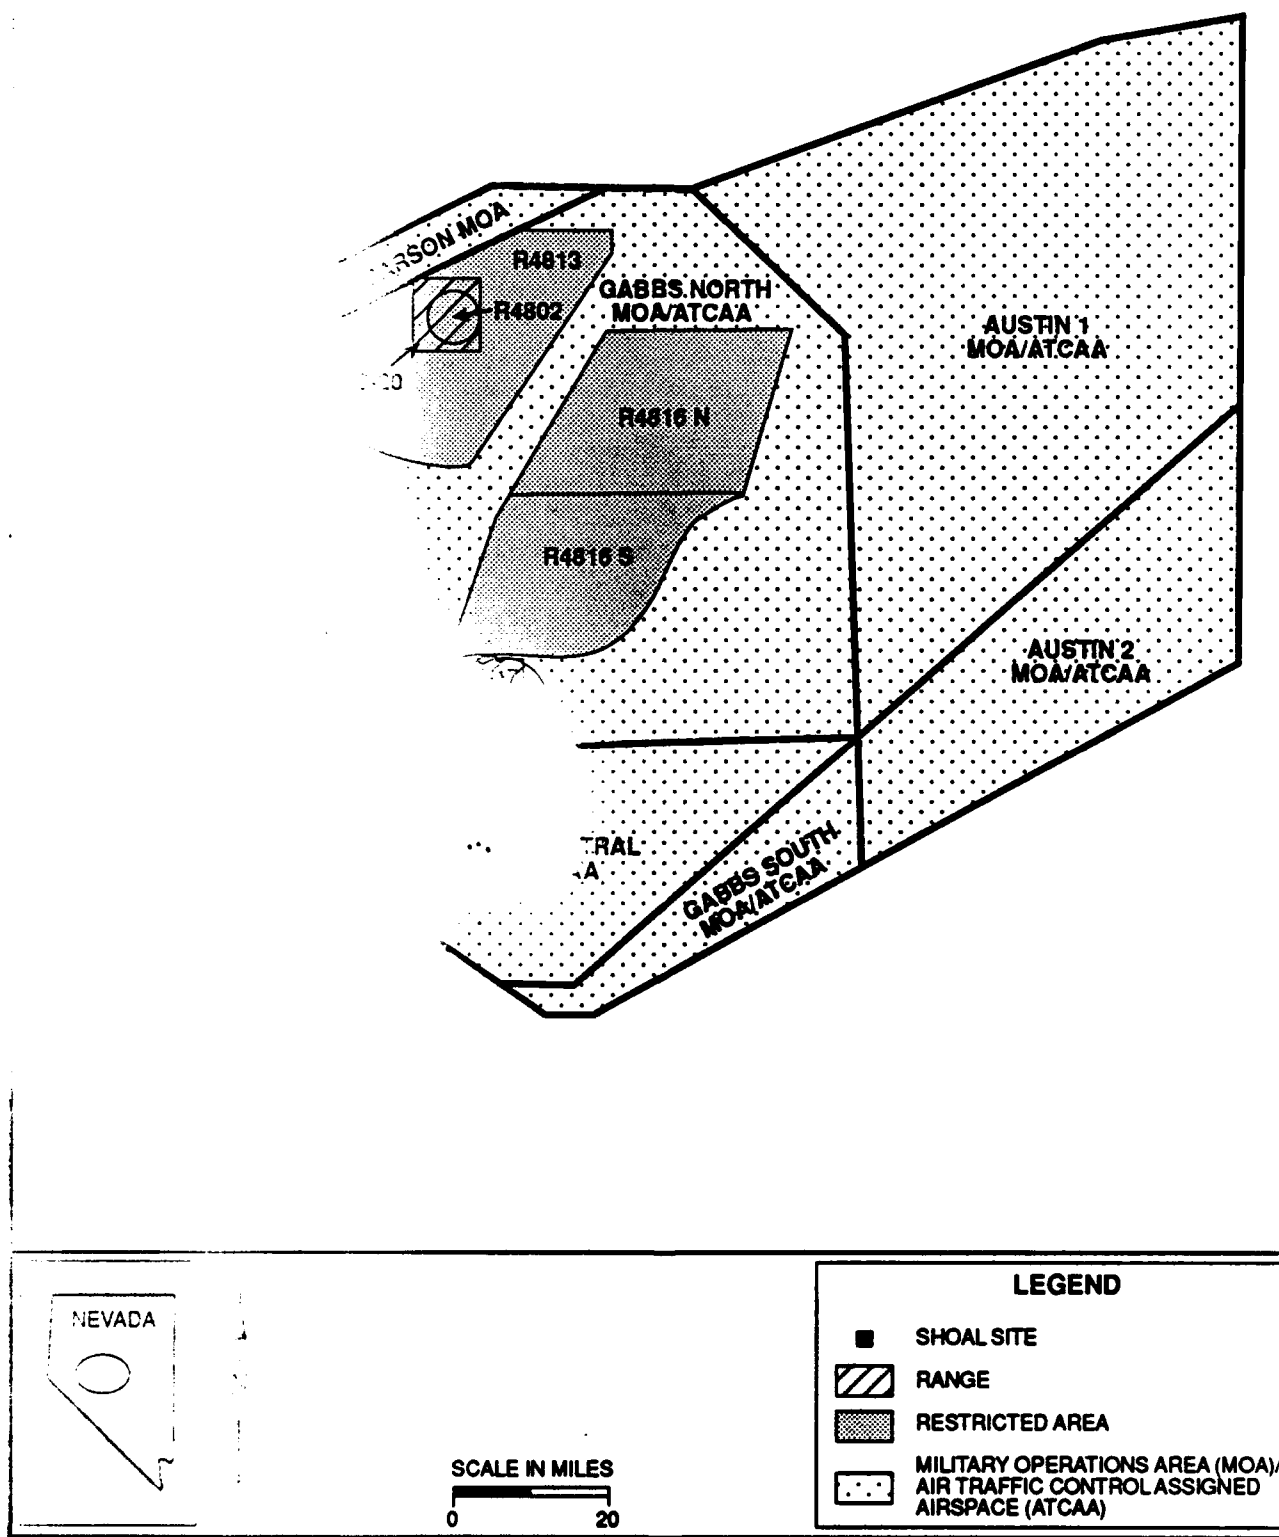 ARSON MOA
R4813
R4802
GABBS NORTH
MOA/ATCAA
AUSTIN 1
MOA/ATCAA
R4816 N
R4816 S
AUSTIN 2
MOA/ATCAA
TRAL
A
GABBS SOUTH
MOA/ATCAA
NEVADA
SCALE IN MILES
0 20
LEGEND
SHOAL SITE
RANGE
RESTRICTED AREA
MILITARY OPERATIONS AREA (MOA)/
AIR TRAFFIC CONTROL ASSIGNED
AIRSPACE (ATCAA)